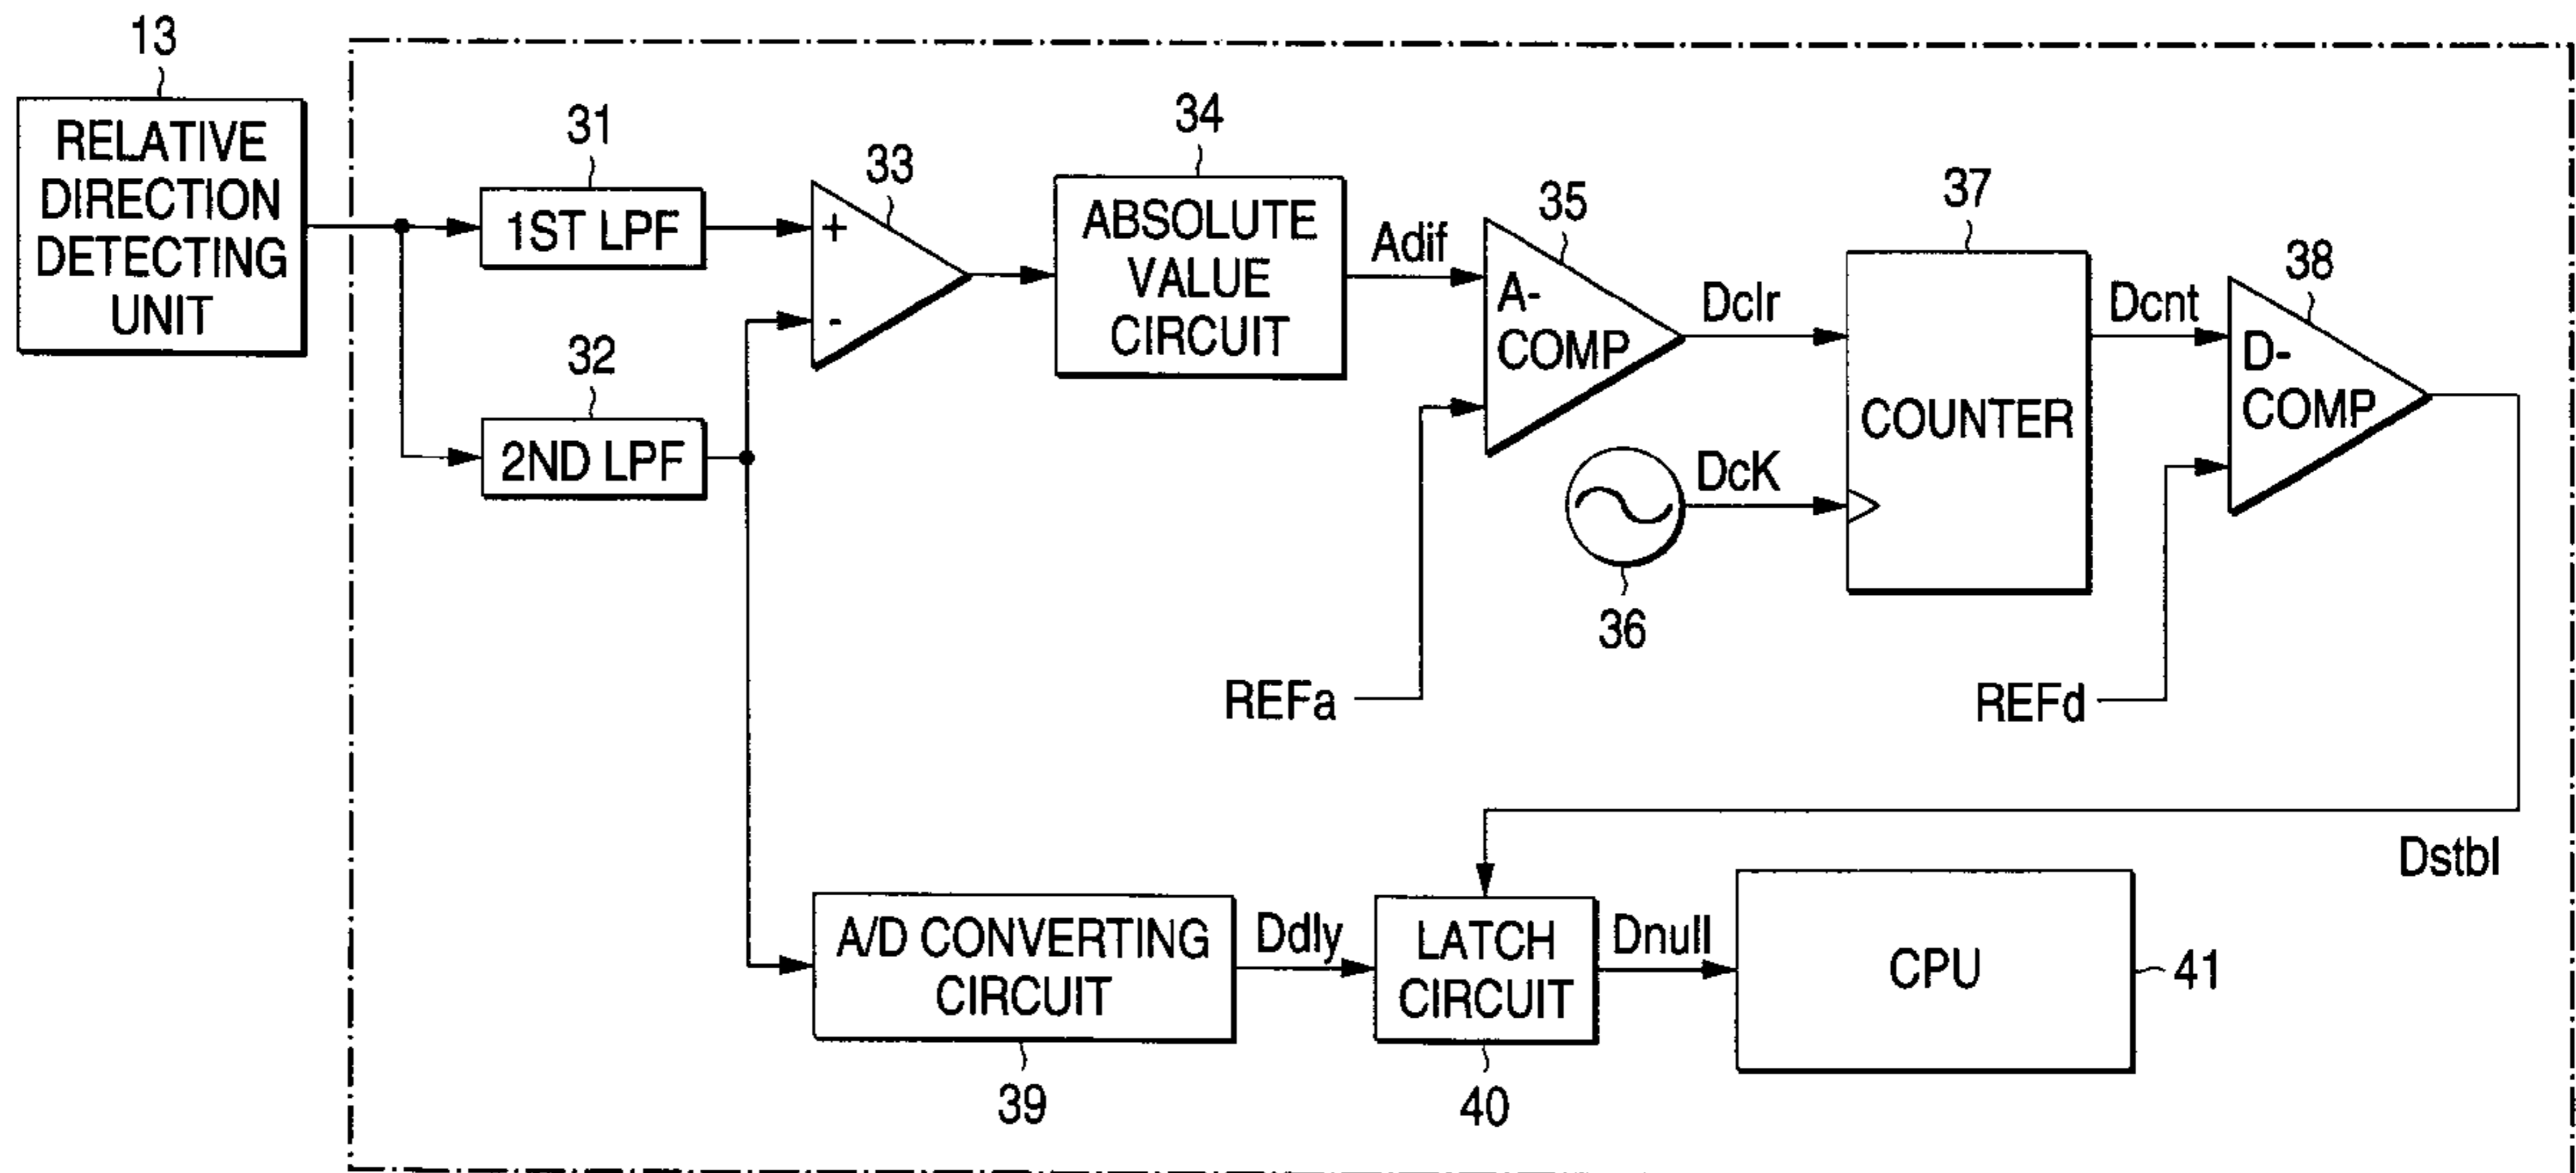 13
RELATIVE
DIRECTION
DETECTING
UNIT
31
1ST LPF
32
2ND LPF
33
+
-
34
ABSOLUTE
VALUE
CIRCUIT
Adif
35
A-
COMP
REFa
Dclr
36
DcK
37
COUNTER
Dcnt
38
D-
COMP
REFd
Dstbl
A/D CONVERTING
CIRCUIT
39
Ddly
LATCH
CIRCUIT
40
Dnull
CPU
41